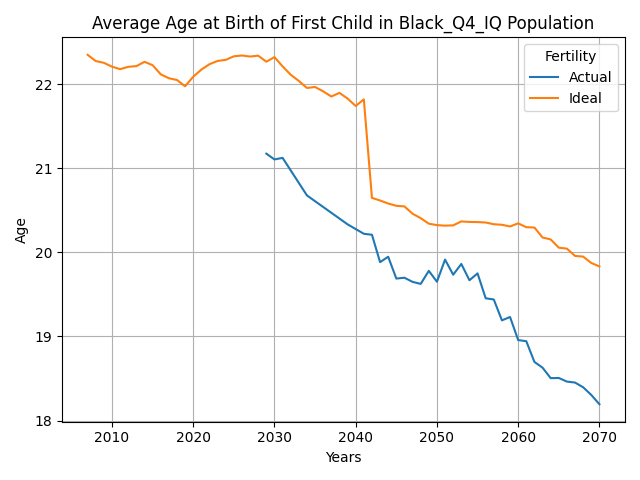 Average Age at Birth of First Child in Black_Q4_IQ Population
Fertility
Actual
Ideal
Age
22
21
20
19
18
2010 2020 2030 2040 2050 2060 2070
Years